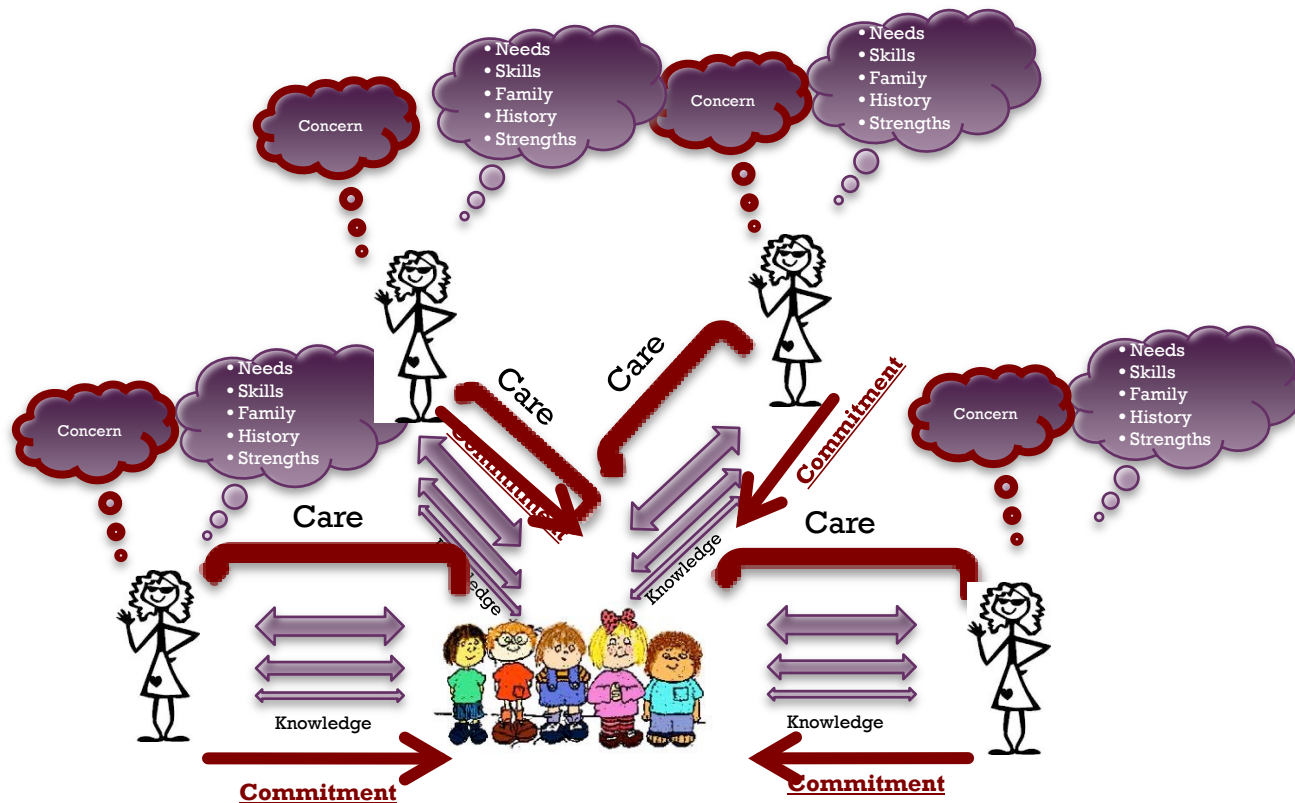 • Needs
• Skills
• Family
• History
• Strengths
Concern
• Needs
• Skills
• Family
• History
• Strengths
Concern
• Needs
• Skills
• Family
• History
• Strengths
Concern
• Needs
• Skills
• Family
• History
• Strengths
Concern
Care
Care
Commitment
Commitment
Care
Care
Knowledge
Knowledge
Knowledge
Knowledge
Commitment
Commitment